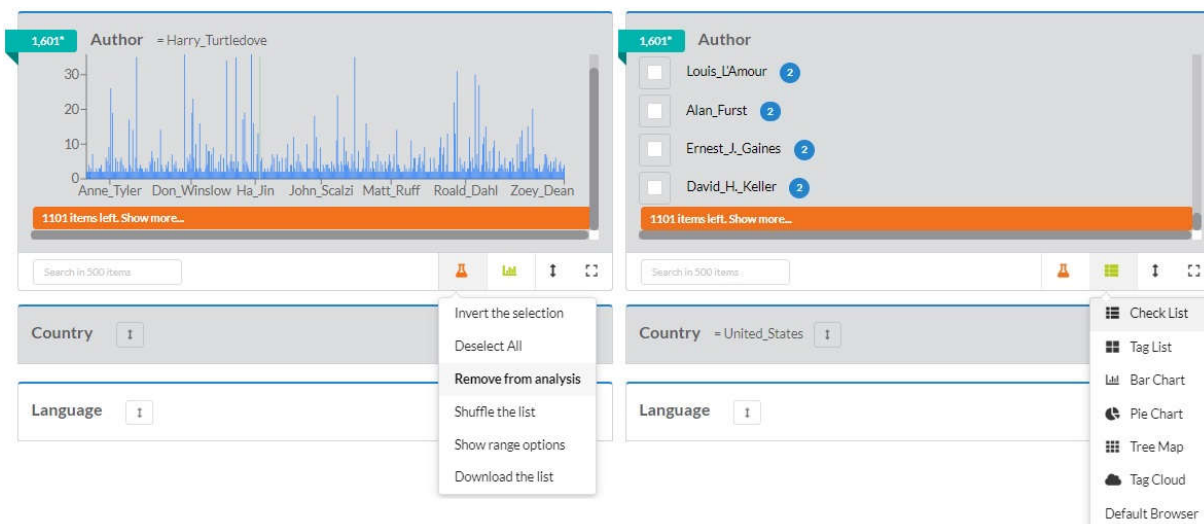 1,601* Author = Harry_Turtledove
30
20
10
0
Anne_Tyler Don_Winslow Ha_Jin John_Scalzi Matt_Ruff Roald_Dahl Zoey_Dean
1101 items left. Show more...
Search in 500 items
Invert the selection
Deselect All
Remove from analysis
Shuffle the list
Show range options
Download the list
Country
Language
1,601* Author
Louis_L'Amour 2
Alan_Furst 2
Ernest_J._Gaines 2
David_H._Keller 2
1101 items left. Show more...
Search in 500 items
Check List
Tag List
Bar Chart
Pie Chart
Tree Map
Tag Cloud
Default Browser
Country = United_States
Language